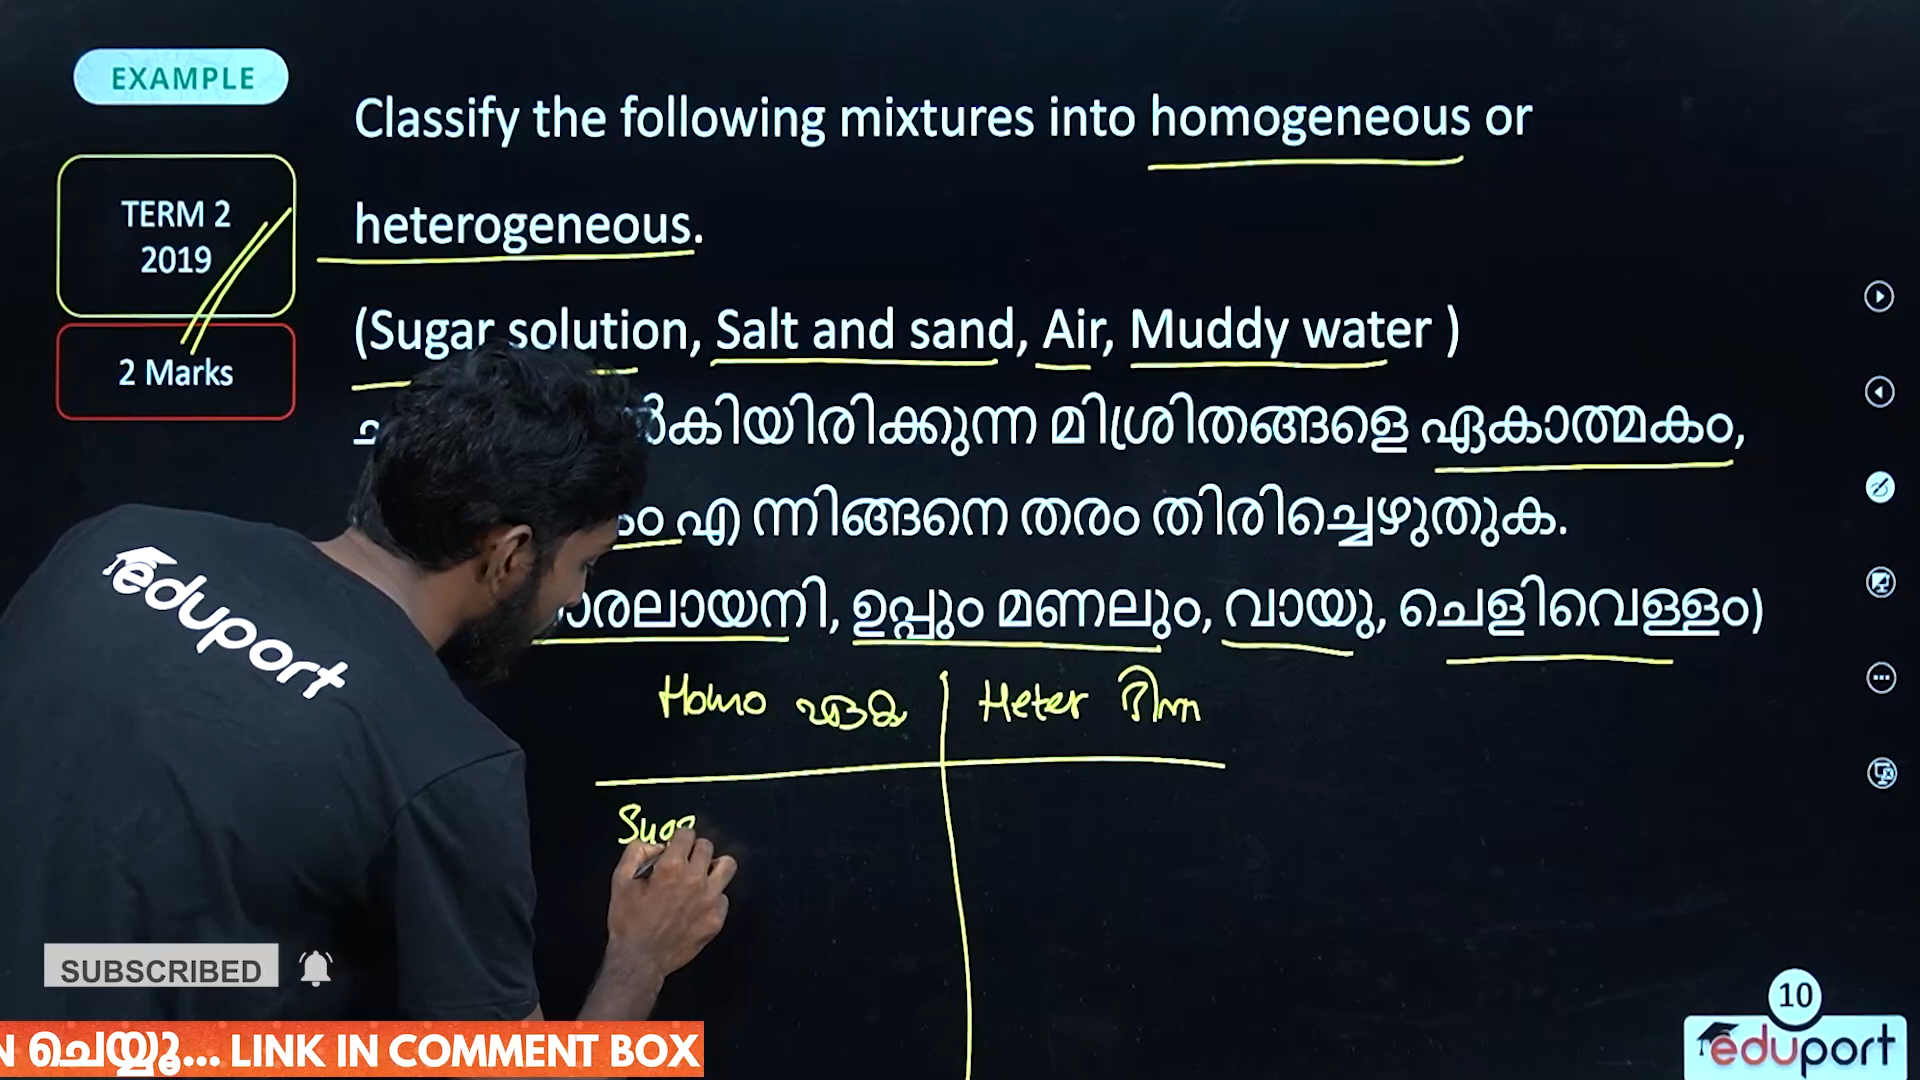 EXAMPLE
Classify the following mixtures into homogeneous or
heterogeneous.
TERM 2
2019
2 Marks
(Sugar solution, Salt and sand, Air, Muddy water )
മിശ്രിതങ്ങളെ ഏകാത്മകം,
എ ന്നിങ്ങനെ തരം തിരിച്ചെഴുതുക.
ഉപ്പും മണലും, വായു, ചെളിവെള്ളം)
Homo ഏക Heter ഭിന്ന
eduport
SUBSCRIBED
10
ചെയ്യൂ... LINK IN COMMENT BOX
eduport